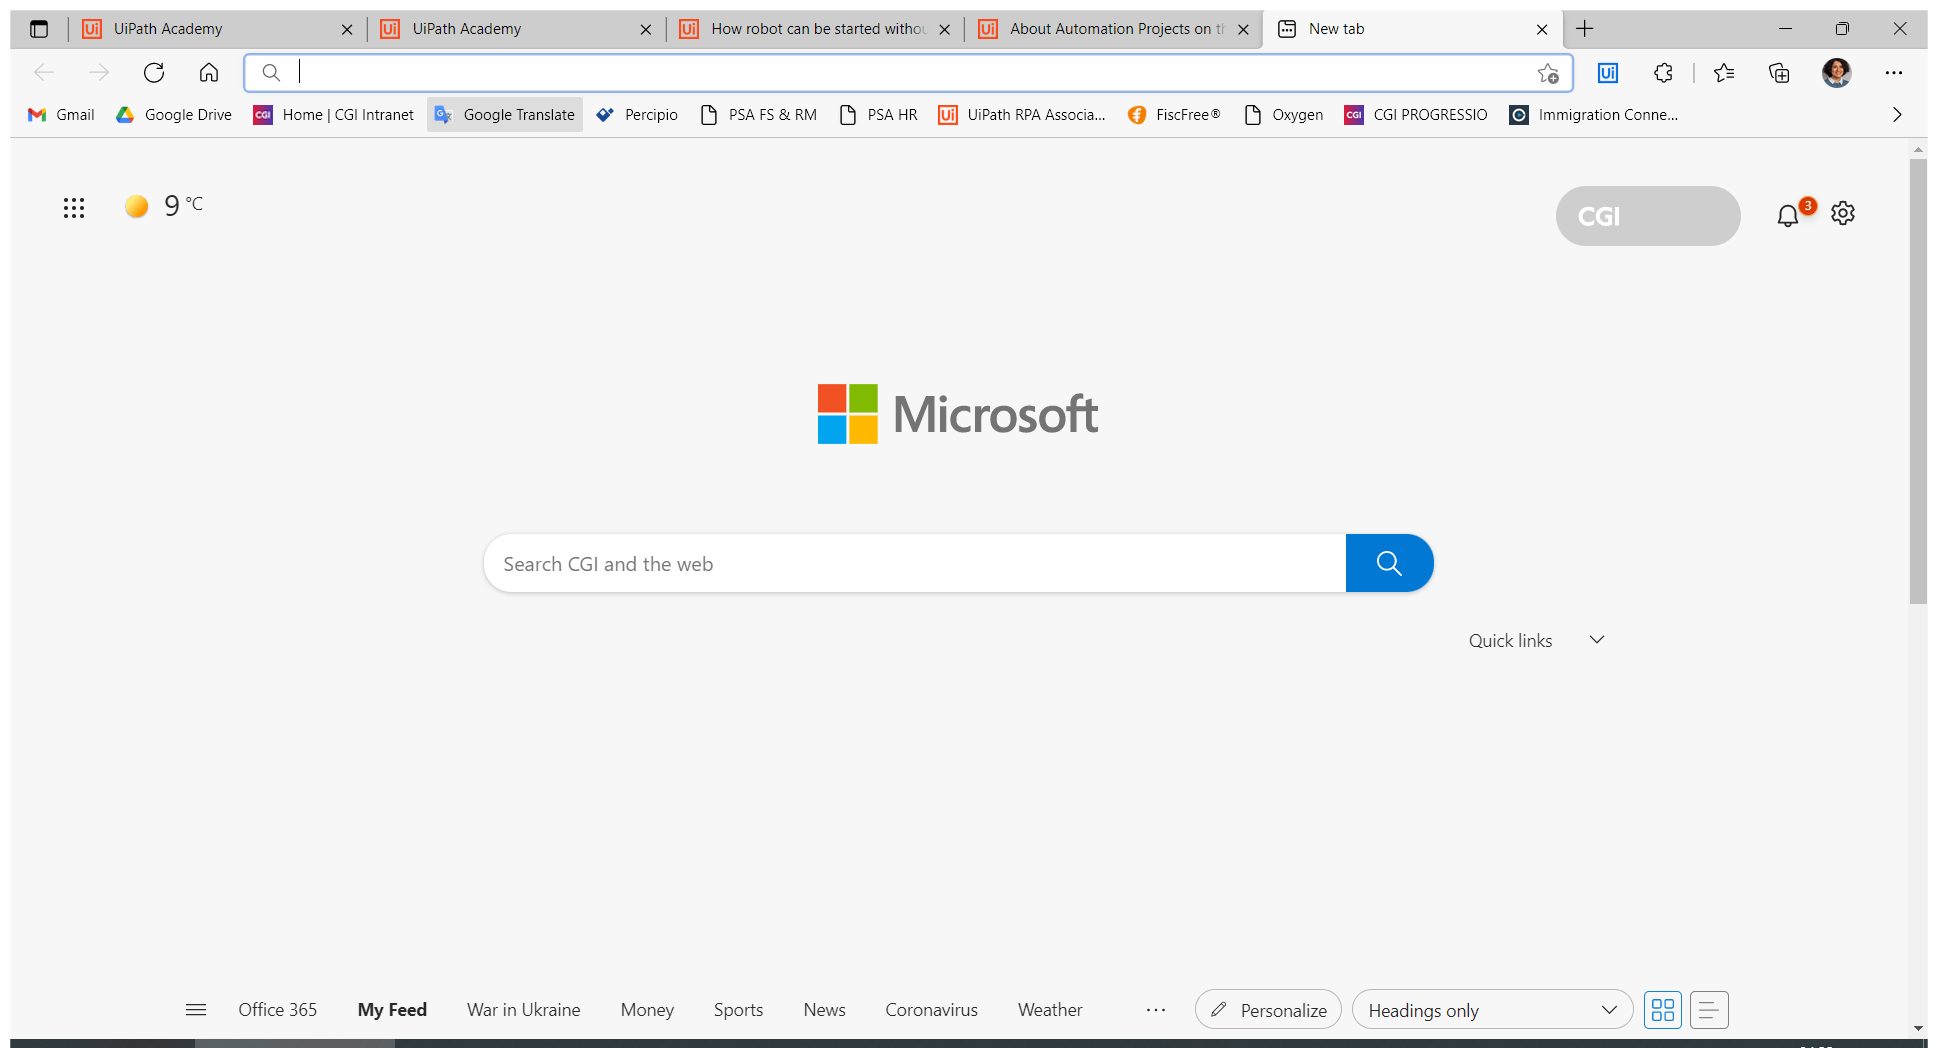 UiPath Academy
UiPath Academy
How robot can be started withou
About Automation Projects on th
New tab
Gmail
Google Drive
Home | CGI Intranet
Google Translate
Percipio
PSA FS & RM
PSA HR
UiPath RPA Associa...
FiscFree®
Oxygen
CGI PROGRESSIO
Immigration Conne...
9 °C
CGI
3
Microsoft
Search CGI and the web
Quick links
Office 365
My Feed
War in Ukraine
Money
Sports
News
Coronavirus
Weather
...
Personalize
Headings only